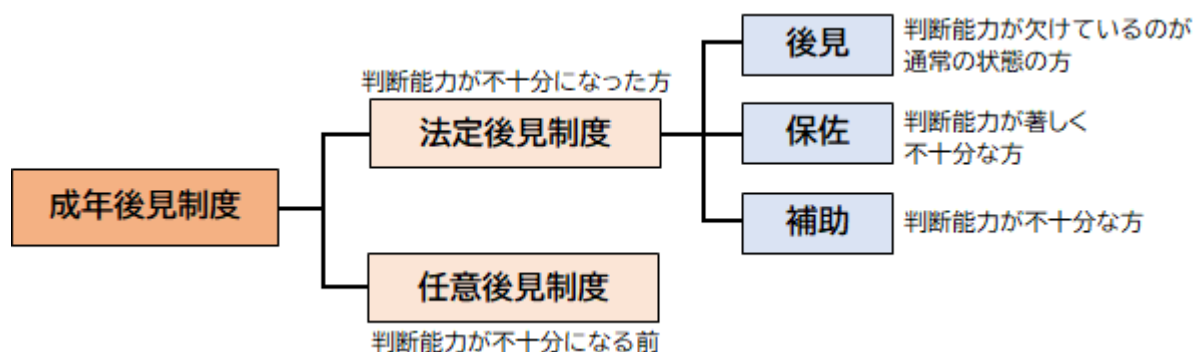 成年後見制度
判断能力が不十分になった方
法定後見制度
後見
判断能力が欠けているのが
通常の状態の方
保佐
判断能力が著しく
不十分な方
補助
判断能力が不十分な方
任意後見制度
判断能力が不十分になる前